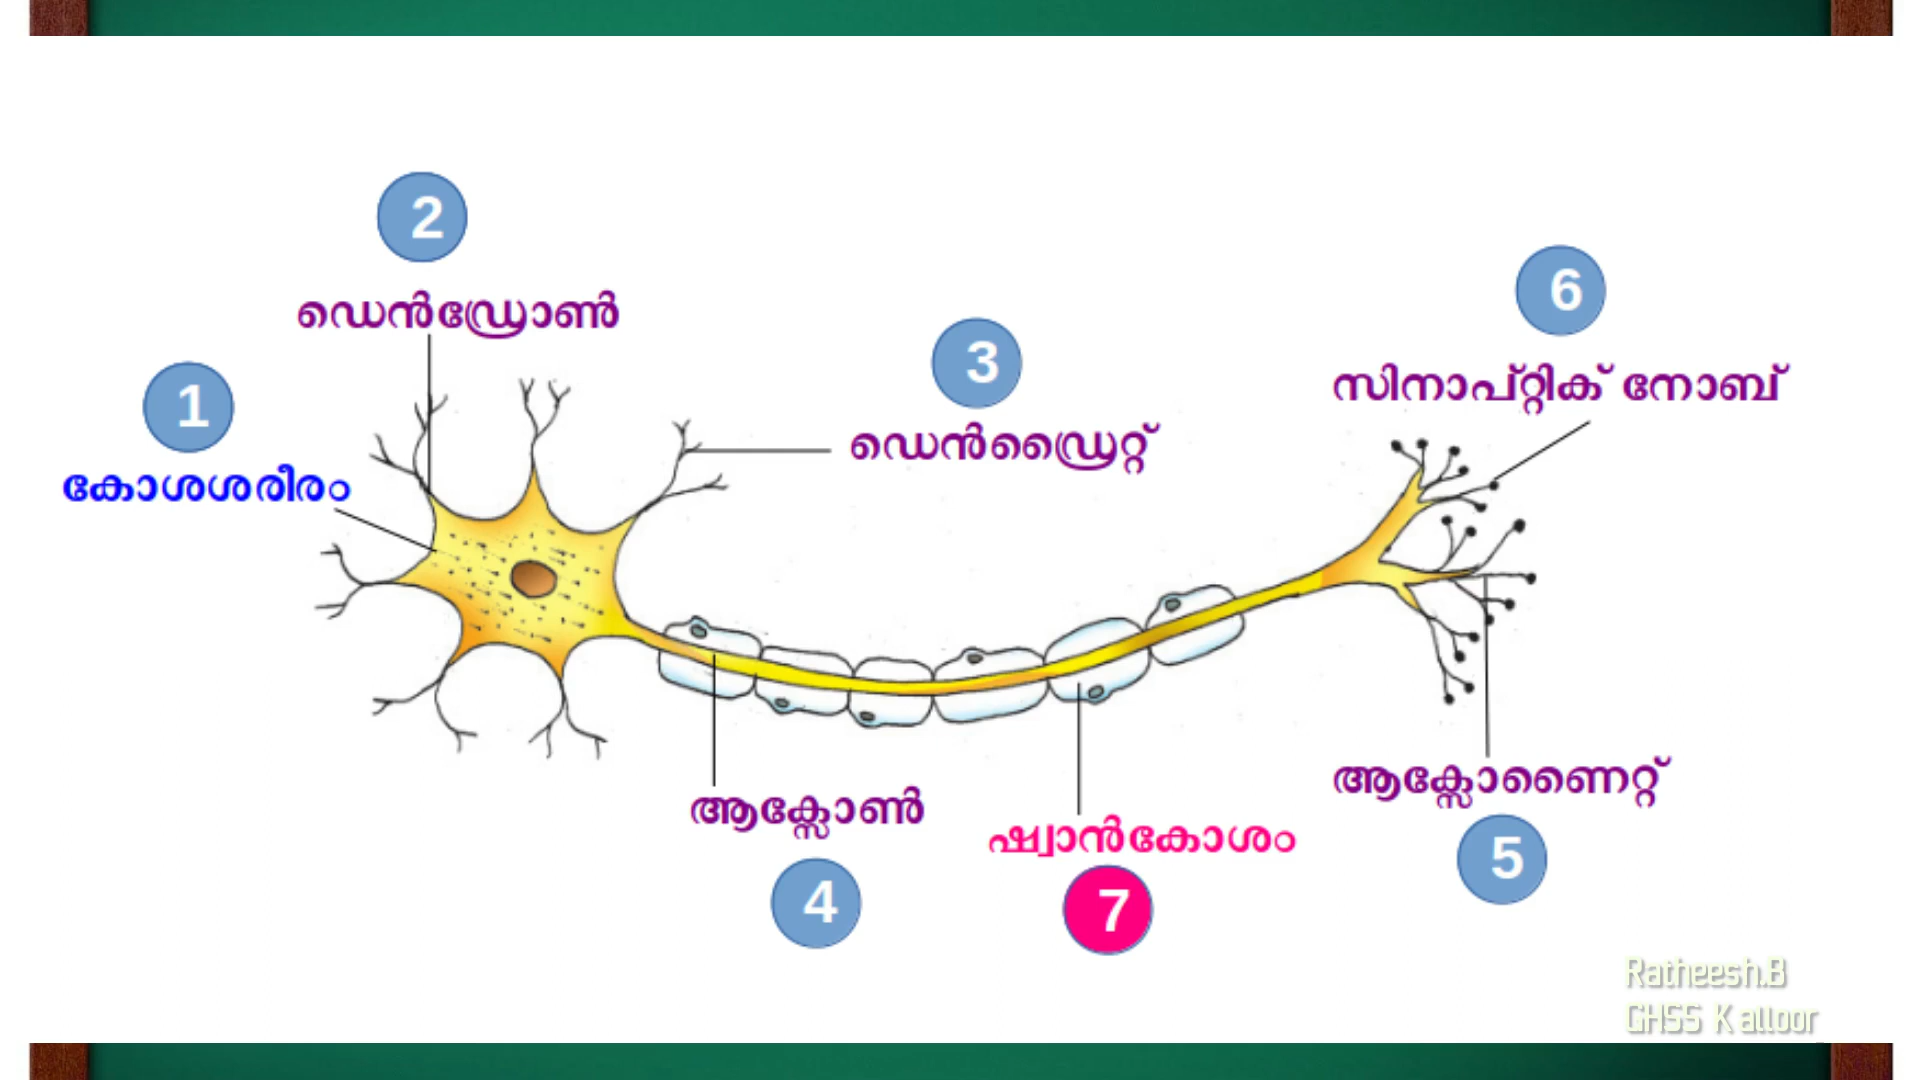 2
ഡെൻഡ്രോൺ
1
കോശശരീരം
3
ഡെൻഡ്രൈറ്റ്
6
സിനാപ്റ്റിക് നോബ്
ആക്സോൺ
4
ഷ്വാൻകോശം
7
ആക്സോണൈറ്റ്
5
Ratheesh.B
GHSS Kalloor